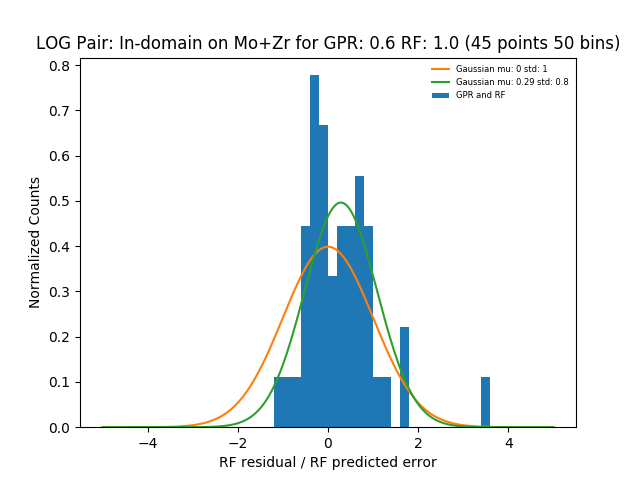 LOG Pair: In-domain on Mo+Zr for GPR: 0.6 RF: 1.0 (45 points 50 bins)
Gaussian mu: 0 std: 1
Gaussian mu: 0.29 std: 0.8
GPR and RF
Normalized Counts
0.8
0.7
0.6
0.5
0.4
0.3
0.2
0.1
0.0
−4 −2 0 2 4
RF residual / RF predicted error